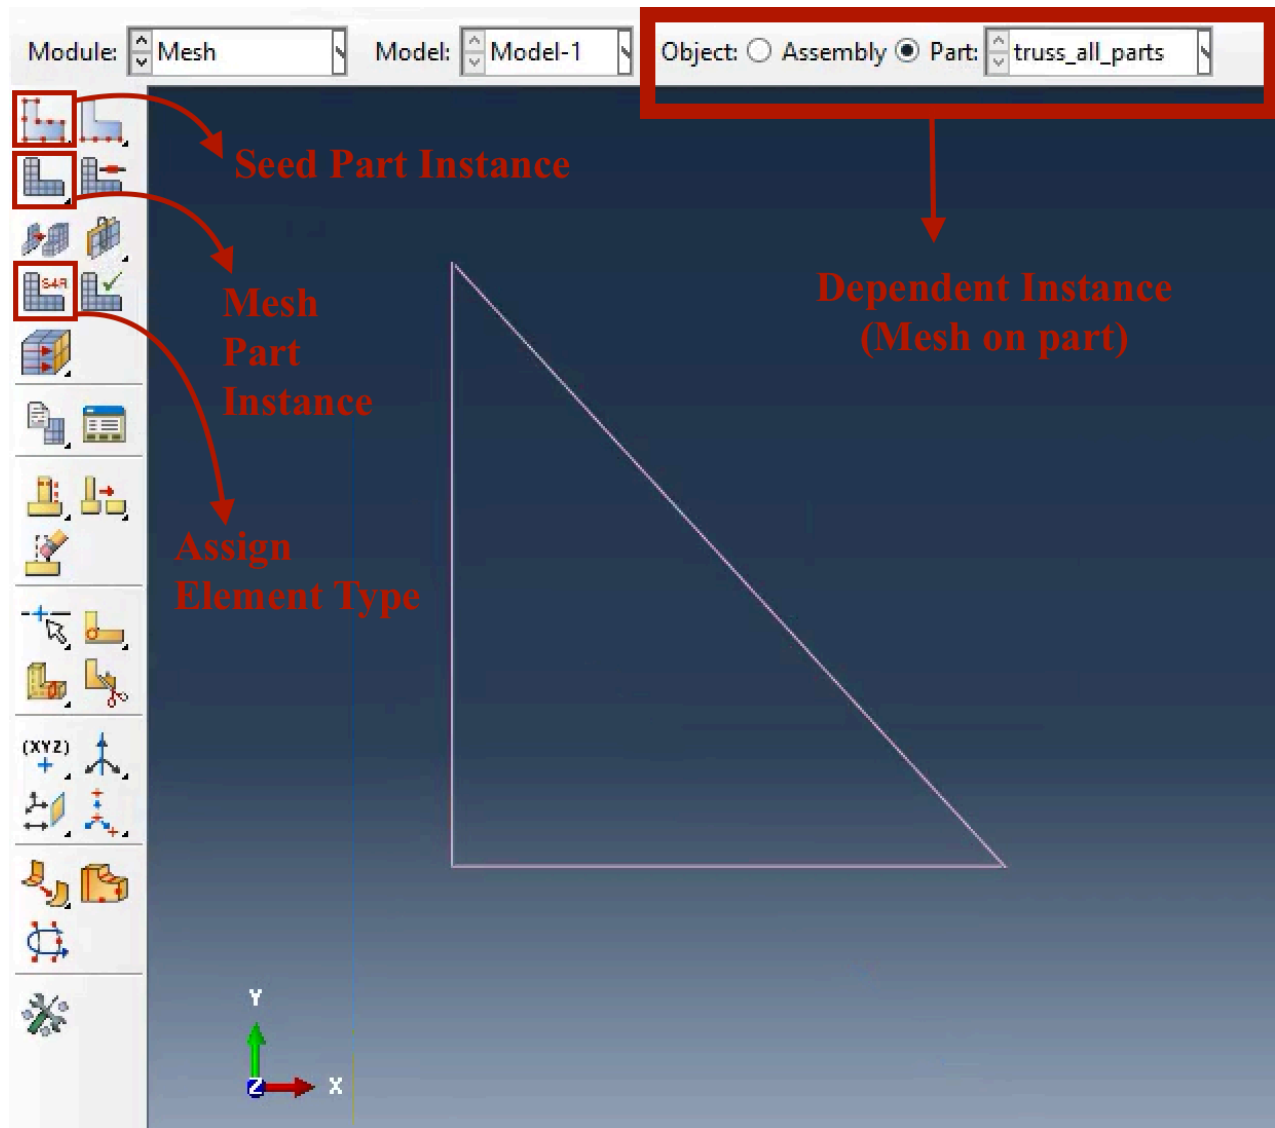 Module: Mesh Model: Model-1 Object: Assembly Part: truss_all_parts
Seed Part Instance
Mesh
Part
Instance
Dependent Instance
(Mesh on part)
S4R
Assign
Element Type
(XYZ)
Y
Z X